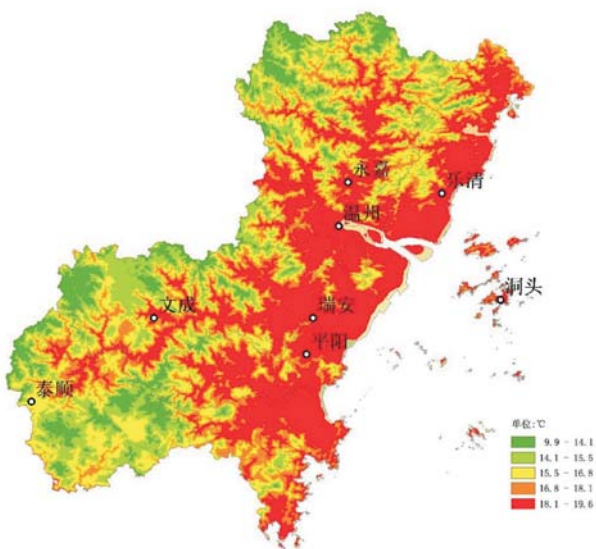 永嘉
乐清
温州
洞头
文成
瑞安
平阳
泰顺
单位:℃
9.9 - 14.1
14.1 - 15.5
15.5 - 16.8
16.8 - 18.1
18.1 - 19.6